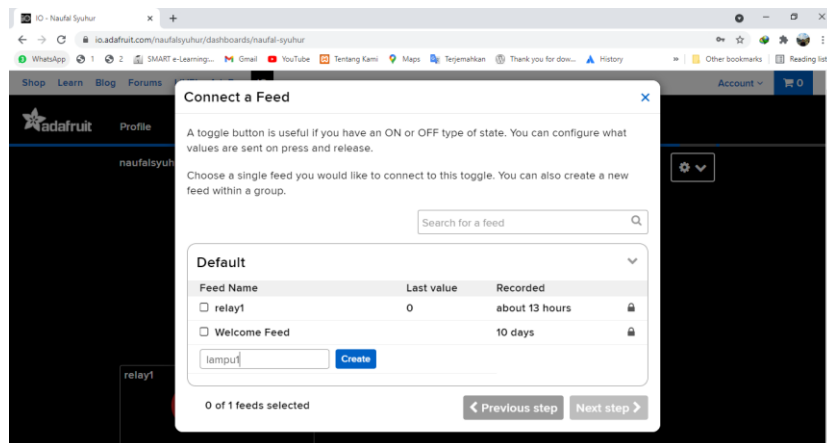 IO - Naufal Syuhur
io.adafruit.com/naufalsyuhur/dashboards/naufal-syuhur
WhatsApp 1 2 SMART e-Learning:... Gmail YouTube Tentang Kami Maps Terjemahkan Thank you for dow... History Other bookmarks Reading list
Shop Learn Blog Forums Account 0
adafruit Profile
naufalsyuh
Connect a Feed
A toggle button is useful if you have an ON or OFF type of state. You can configure what
values are sent on press and release.
Choose a single feed you would like to connect to this toggle. You can also create a new
feed within a group.
Search for a feed
Default
Feed Name Last value Recorded
relay1 0 about 13 hours
Welcome Feed 10 days
lampu1 Create
relay1
0 of 1 feeds selected Previous step Next step